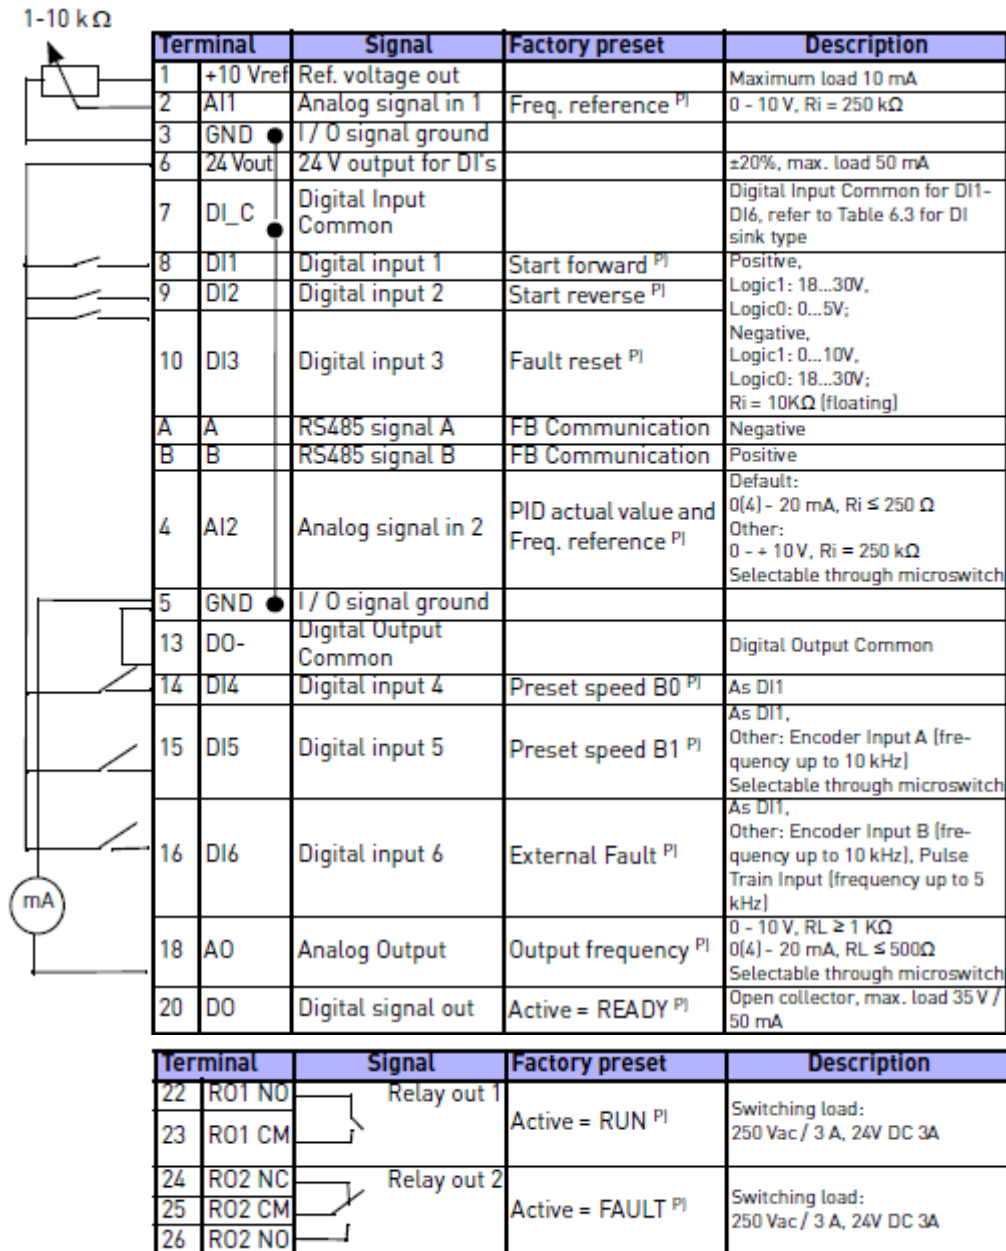 1-10 k Ω
Terminal Signal Factory preset Description
1 +10 Vref Ref. voltage out Maximum load 10 mA
2 AI1 Analog signal in 1 Freq. reference P) 0 - 10 V, Ri = 250 kΩ
3 GND I / O signal ground
6 24 Vout 24 V output for DI's ±20%, max. load 50 mA
7 DI_C Digital Input
Common
Digital Input Common for DI1-
DI6, refer to Table 6.3 for DI
sink type
8 DI1 Digital input 1 Start forward P)
9 DI2 Digital input 2 Start reverse P)
10 DI3 Digital input 3 Fault reset P)
Positive,
Logic1: 18...30V,
Logic0: 0...5V;
Negative,
Logic1: 0...10V,
Logic0: 18...30V;
Ri = 10KΩ (floating)
A A RS485 signal A FB Communication Negative
B B RS485 signal B FB Communication Positive
4 AI2 Analog signal in 2
PID actual value and
Freq. reference P)
Default:
0(4) - 20 mA, Ri ≤ 250 Ω
Other:
0 - + 10 V, Ri = 250 kΩ
Selectable through microswitch
5 GND I / O signal ground
13 DO- Digital Output
Common
Digital Output Common
14 DI4 Digital input 4 Preset speed B0 P) As DI1
15 DI5 Digital input 5 Preset speed B1 P)
As DI1,
Other: Encoder Input A (fre-
quency up to 10 kHz)
Selectable through microswitch
16 DI6 Digital input 6 External Fault P)
As DI1,
Other: Encoder Input B (fre-
quency up to 10 kHz), Pulse
Train Input (frequency up to 5
kHz)
mA
18 AO Analog Output Output frequency P)
0 - 10 V, RL ≥ 1 KΩ
0(4) - 20 mA, RL ≤ 500Ω
Selectable through microswitch
20 DO Digital signal out Active = READY P)
Open collector, max. load 35 V /
50 mA
Terminal Signal Factory preset Description
22 RO1 NO Relay out 1
23 RO1 CM
Active = RUN P)
Switching load:
250 Vac / 3 A, 24V DC 3A
24 RO2 NC Relay out 2
25 RO2 CM
26 RO2 NO
Active = FAULT P)
Switching load:
250 Vac / 3 A, 24V DC 3A